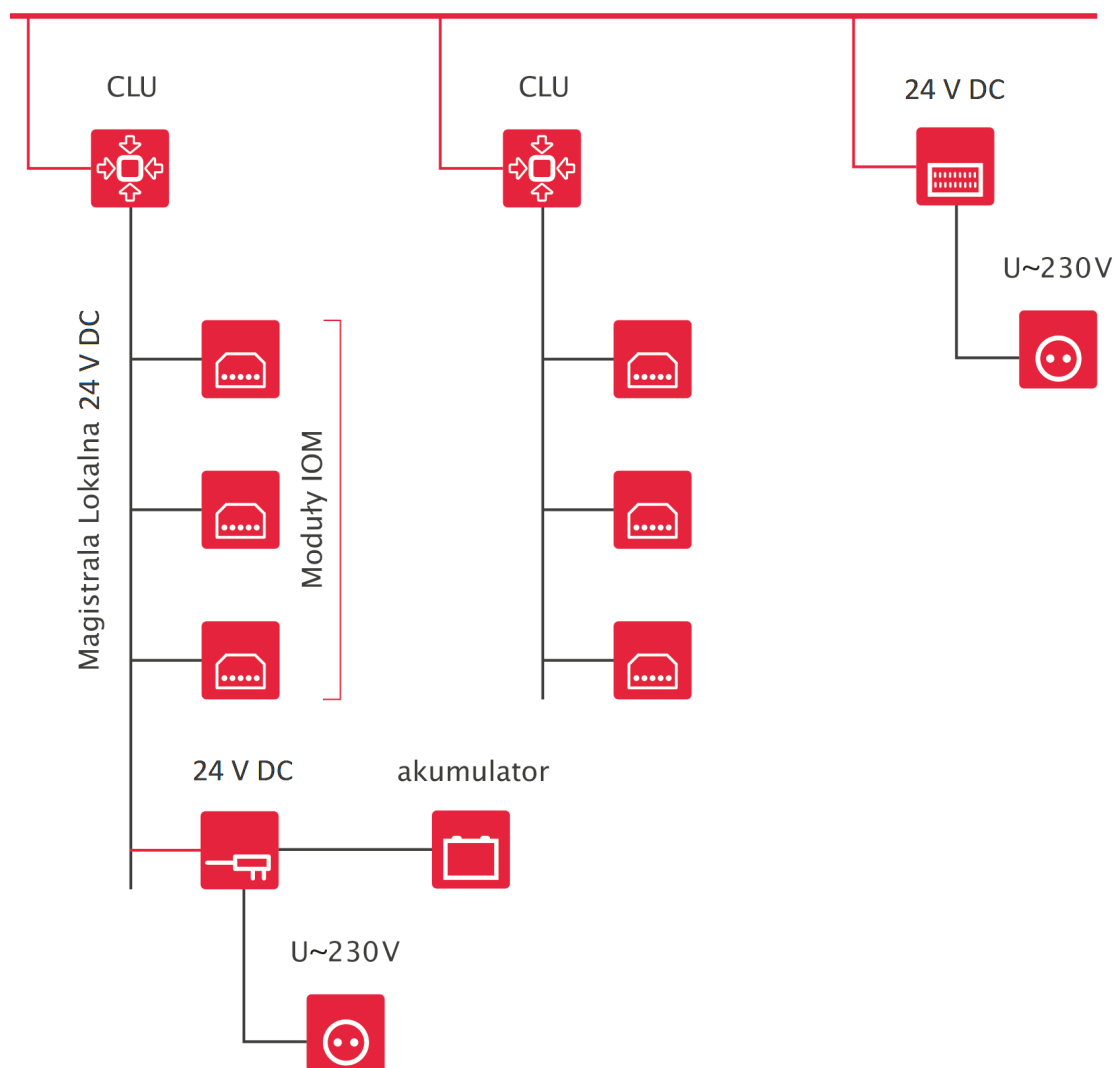 CLU
CLU
24 V DC
U~230V
Magistrala Lokalna 24 V DC
Moduły IOM
24 V DC
akumulator
U~230V